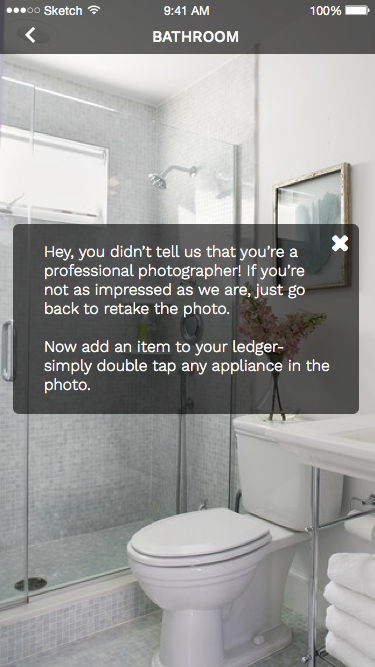 Sketch 9:41 AM 100%
BATHROOM
Hey, you didn’t tell us that you’re a
professional photographer! If you’re
not as impressed as we are, just go
back to retake the photo.
Now add an item to your ledger-
simply double tap any appliance in the
photo.